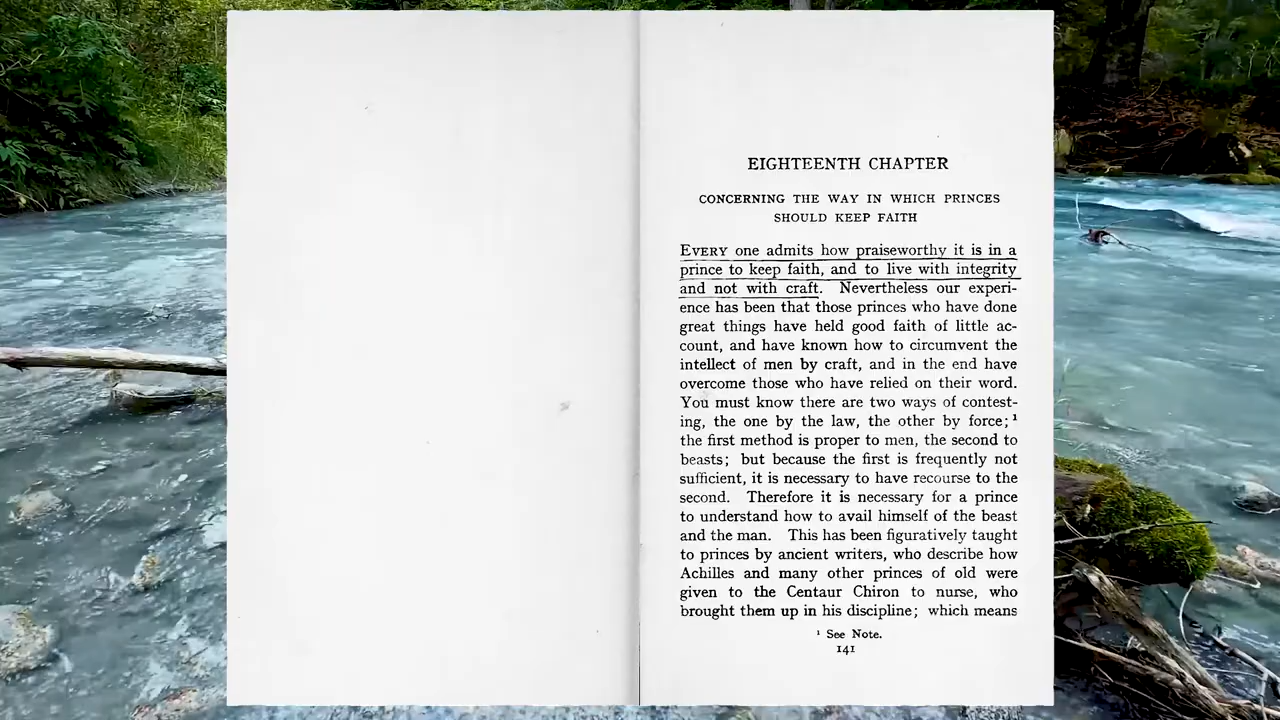 EIGHTEENTH CHAPTER
CONCERNING THE WAY IN WHICH PRINCES
SHOULD KEEP FAITH
EVERY one admits how praiseworthy it is in a
prince to keep faith, and to live with integrity
and not with craft. Nevertheless our experi-
ence has been that those princes who have done
great things have held good faith of little ac-
count, and have known how to circumvent the
intellect of men by craft, and in the end have
overcome those who have relied on their word.
You must know there are two ways of contest-
ing, the one by the law, the other by force;¹
the first method is proper to men, the second to
beasts; but because the first is frequently not
sufficient, it is necessary to have recourse to the
second. Therefore it is necessary for a prince
to understand how to avail himself of the beast
and the man. This has been figuratively taught
to princes by ancient writers, who describe how
Achilles and many other princes of old were
given to the Centaur Chiron to nurse, who
brought them up in his discipline; which means
¹ See Note.
141